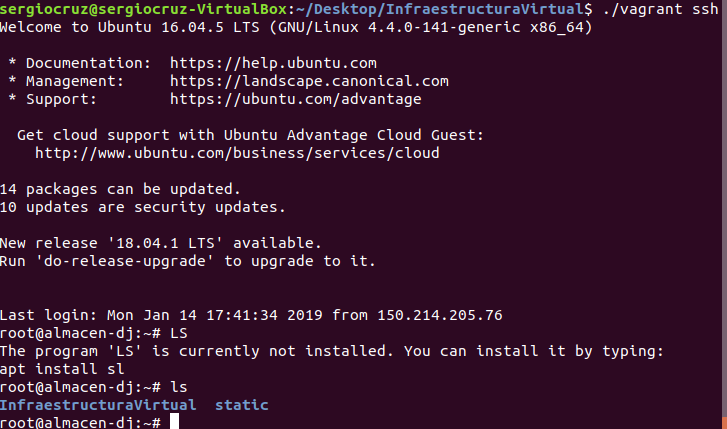 sergiocruz@sergiocruz-VirtualBox:~/Desktop/InfraestructuraVirtual$ ./vagrant ssh
Welcome to Ubuntu 16.04.5 LTS (GNU/Linux 4.4.0-141-generic x86_64)
* Documentation:  https://help.ubuntu.com
* Management:     https://landscape.canonical.com
* Support:        https://ubuntu.com/advantage
Get cloud support with Ubuntu Advantage Cloud Guest:
http://www.ubuntu.com/business/services/cloud
14 packages can be updated.
10 updates are security updates.
New release '18.04.1 LTS' available.
Run 'do-release-upgrade' to upgrade to it.
Last login: Mon Jan 14 17:41:34 2019 from 150.214.205.76
root@almacen-dj:~# LS
The program 'LS' is currently not installed. You can install it by typing:
apt install sl
root@almacen-dj:~# ls
InfraestructuraVirtual  static
root@almacen-dj:~#